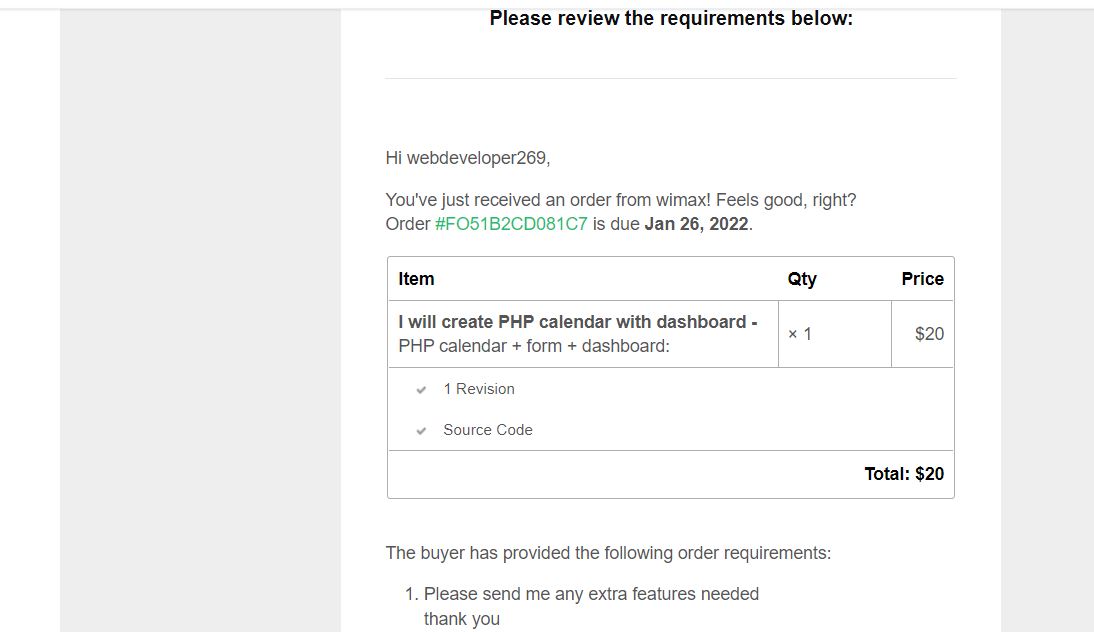 Please review the requirements below:
Hi webdeveloper269,
You've just received an order from wimax! Feels good, right?
Order #FO51B2CD081C7 is due Jan 26, 2022.
Item Qty Price
I will create PHP calendar with dashboard -
PHP calendar + form + dashboard:
× 1 $20
1 Revision
Source Code
Total: $20
The buyer has provided the following order requirements:
1. Please send me any extra features needed
thank you